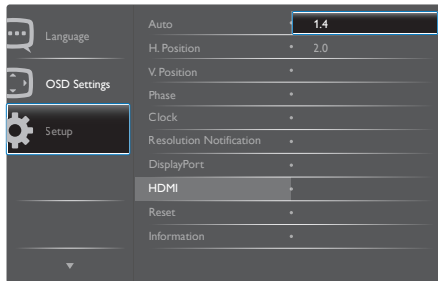 Language
OSD Settings
Setup
Auto
H. Position
V. Position
Phase
Clock
Resolution Notification
DisplayPort
HDMI
Reset
Information
1.4
2.0